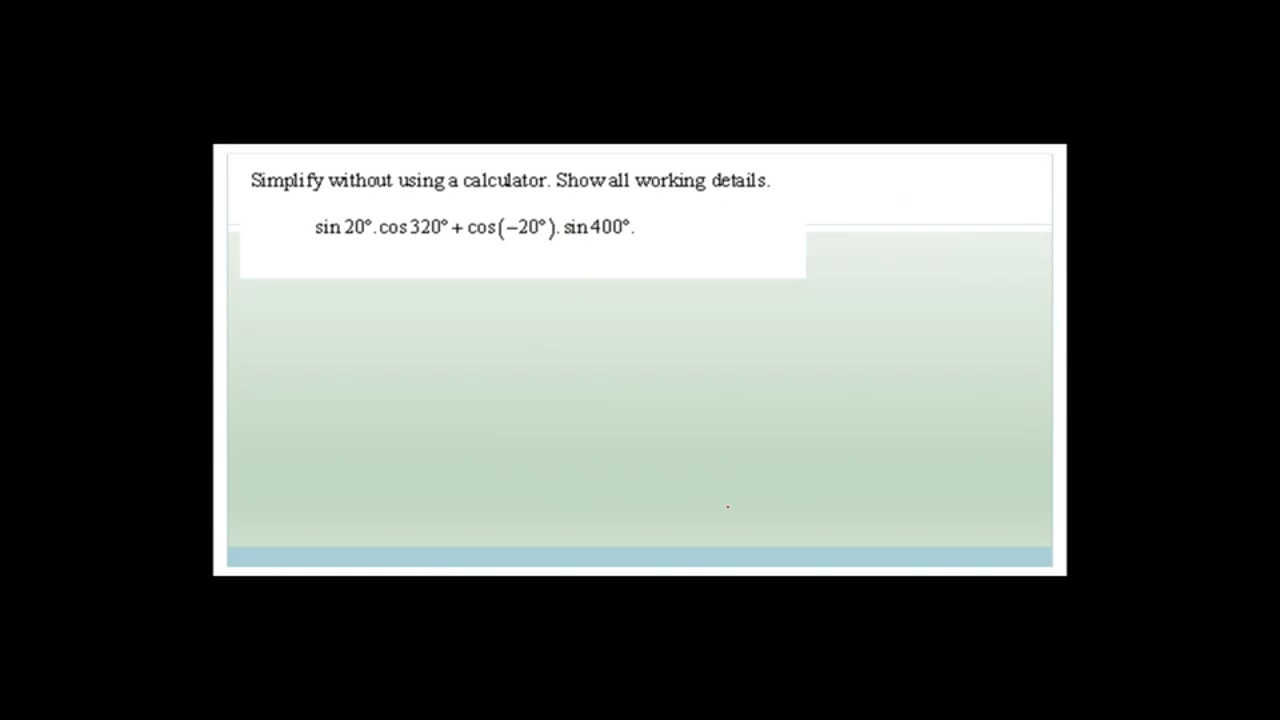 Simplify without using a calculator. Show all working details.
sin 20°. cos 320° + cos(−20°). sin 400°.